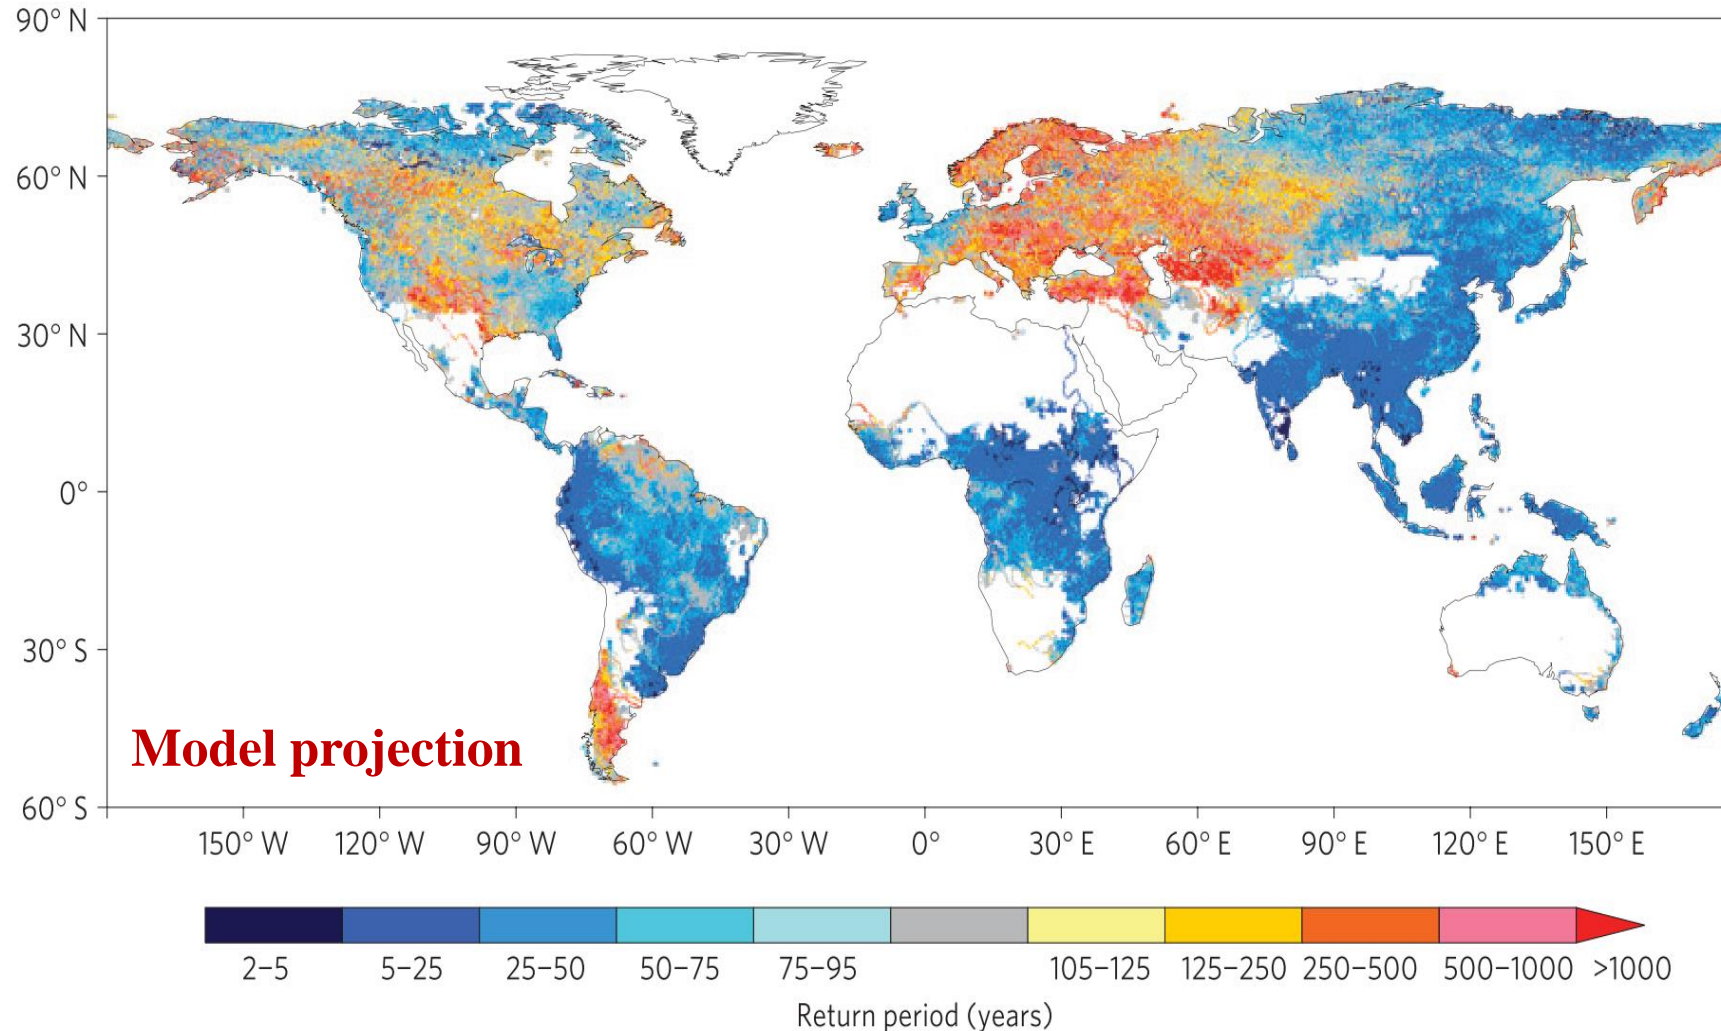 90° N
60° N
30° N
0°
30° S
60° S
Model projection
150° W 120° W 90° W 60° W 30° W 0° 30° E 60° E 90° E 120° E 150° E
2–5 5–25 25–50 50–75 75–95 105–125 125–250 250–500 500–1000 >1000
Return period (years)